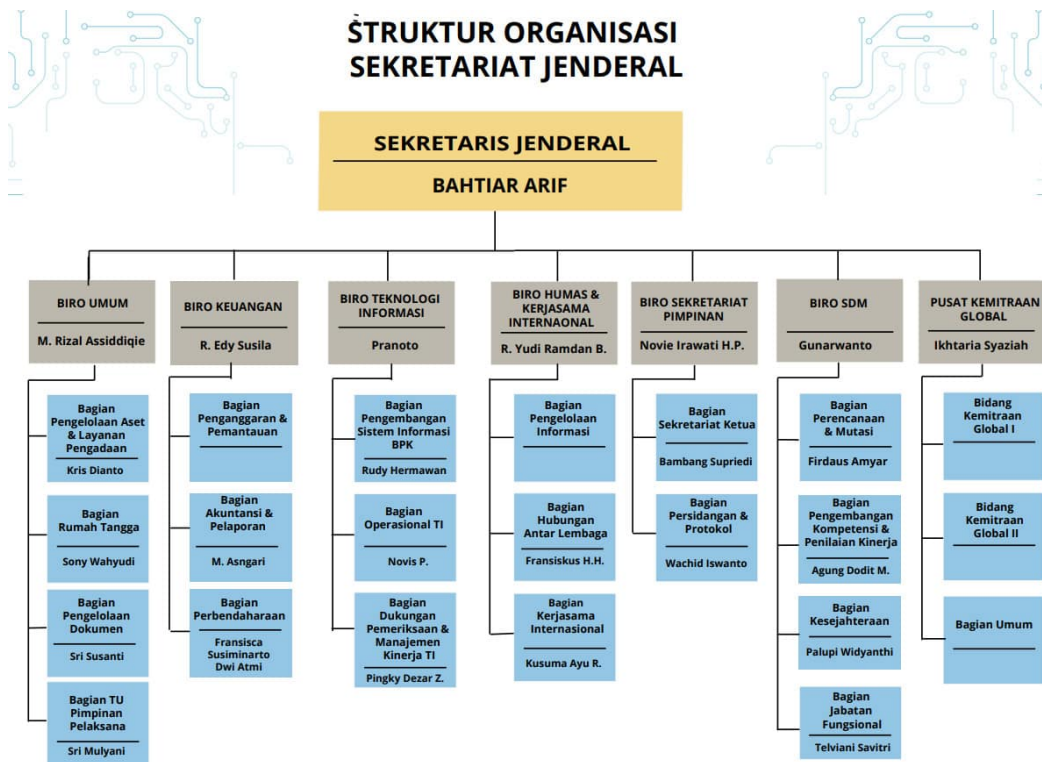 STRUKTUR ORGANISASI
SEKRETARIAT JENDERAL
SEKRETARIS JENDERAL
BAHTIAR ARIF
BIRO UMUM
M. Rizal Assiddiqie
Bagian
Pengelolaan Aset
& Layanan
Pengadaan
Kris Dianto
Bagian
Rumah Tangga
Sony Wahyudi
Bagian
Pengelolaan
Dokumen
Sri Susanti
Bagian TU
Pimpinan
Pelaksana
Sri Mulyani
BIRO KEUANGAN
R. Edy Susila
Bagian
Penganggaran &
Pemantauan
Bagian
Akuntansi &
Pelaporan
M. Asngari
Bagian
Perbendaharaan
Fransisca
Susiminarto
Dwi Atmi
BIRO TEKNOLOGI
INFORMASI
Pranoto
Bagian
Pengembangan
Sistem Informasi
BPK
Rudy Hermawan
Bagian
Operasional TI
Novis P.
Bagian
Dukungan
Pemeriksaan &
Manajemen
Kinerja TI
Pingky Dezar Z.
BIRO HUMAS &
KERJASAMA
INTERNAONAL
R. Yudi Ramdan B.
Bagian
Pengelolaan
Informasi
Bagian
Hubungan
Antar Lembaga
Fransiskus H.H.
Bagian
Kerjasama
Internasional
Kusuma Ayu R.
BIRO SEKRETARIAT
PIMPINAN
Novie Irawati H.P.
Bagian
Sekretariat Ketua
Bambang Supriedi
Bagian
Persidangan &
Protokol
Wachid Iswanto
BIRO SDM
Gunarwanto
Bagian
Perencanaan
& Mutasi
Firdaus Amyar
Bagian
Pengembangan
Kompetensi &
Penilaian Kinerja
Agung Dodit M.
Bagian
Kesejahteraan
Palupi Widyanthi
Bagian
Jabatan
Fungsional
Telviani Savitri
PUSAT KEMITRAAN
GLOBAL
Ikhtaria Syaziah
Bidang
Kemitraan
Global I
Bidang
Kemitraan
Global II
Bagian Umum